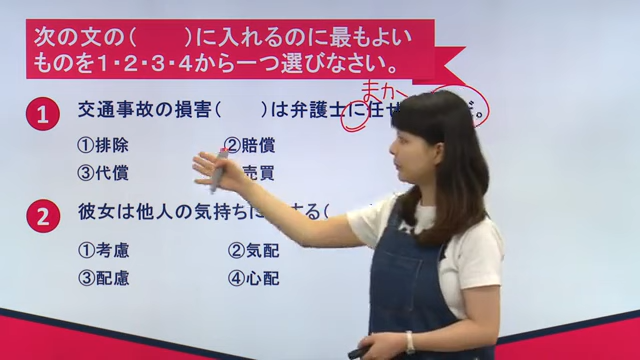 次の文の(　　)に入れるのに最もよい
ものを1・2・3・4から一つ選びなさい。
まか
1 交通事故の損害(　　)は弁護士に任せ だ。
①排除 ②賠償
③代償 売買
2 彼女は他人の気持ちに する(
①考慮 ②気配
③配慮 ④心配